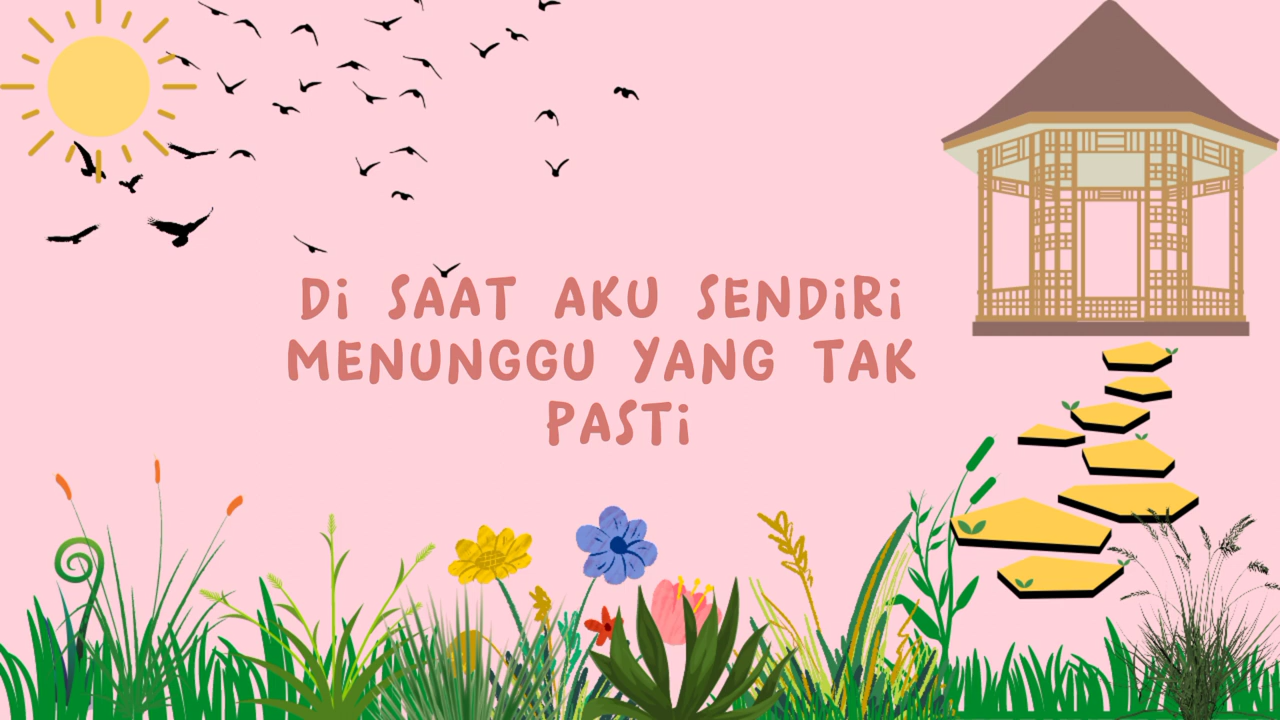 Di SAAT AKU SENDiRi
MENUNGGU YANG TAK
PASTi